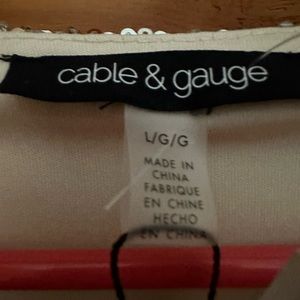 cable & gauge
L/G/G
MADE IN
CHINA
FABRIQUE
EN CHINE
HECHO
EN CHINA